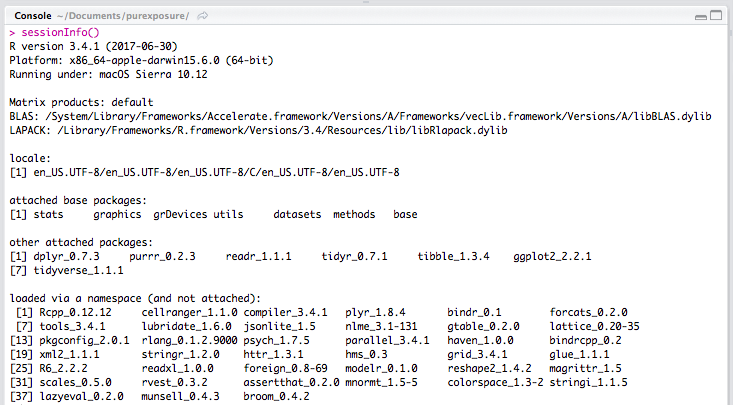 Console ~/Documents/purexposure/
> sessionInfo()
R version 3.4.1 (2017-06-30)
Platform: x86_64-apple-darwin15.6.0 (64-bit)
Running under: macOS Sierra 10.12
Matrix products: default
BLAS: /System/Library/Frameworks/Accelerate.framework/Versions/A/Frameworks/vecLib.framework/Versions/A/libBLAS.dylib
LAPACK: /Library/Frameworks/R.framework/Versions/3.4/Resources/lib/libRlapack.dylib
locale:
[1] en_US.UTF-8/en_US.UTF-8/en_US.UTF-8/C/en_US.UTF-8/en_US.UTF-8
attached base packages:
[1] stats     graphics  grDevices utils     datasets  methods   base
other attached packages:
[1] dplyr_0.7.3     purrr_0.2.3     readr_1.1.1     tidyr_0.7.1     tibble_1.3.4    ggplot2_2.2.1
[7] tidyverse_1.1.1
loaded via a namespace (and not attached):
[1] Rcpp_0.12.12     cellranger_1.1.0 compiler_3.4.1   plyr_1.8.4       bindr_0.1        forcats_0.2.0
[7] tools_3.4.1      lubridate_1.6.0  jsonlite_1.5     nlme_3.1-131     gtable_0.2.0     lattice_0.20-35
[13] pkgconfig_2.0.1  rlang_0.1.2.9000 psych_1.7.5      parallel_3.4.1   haven_1.0.0      bindrcpp_0.2
[19] xml2_1.1.1       stringr_1.2.0    httr_1.3.1       hms_0.3          grid_3.4.1       glue_1.1.1
[25] R6_2.2.2         readxl_1.0.0     foreign_0.8-69   modelr_0.1.0     reshape2_1.4.2   magrittr_1.5
[31] scales_0.5.0     rvest_0.3.2      assertthat_0.2.0 mnormt_1.5-5     colorspace_1.3-2 stringi_1.1.5
[37] lazyeval_0.2.0   munsell_0.4.3    broom_0.4.2